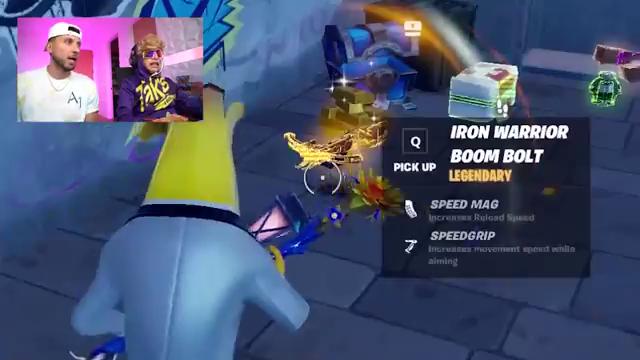 Q
PICK UP
IRON WARRIOR
BOOM BOLT
LEGENDARY
SPEED MAG
Increases Reload Speed
SPEEDGRIP
Increases movement speed while
aiming